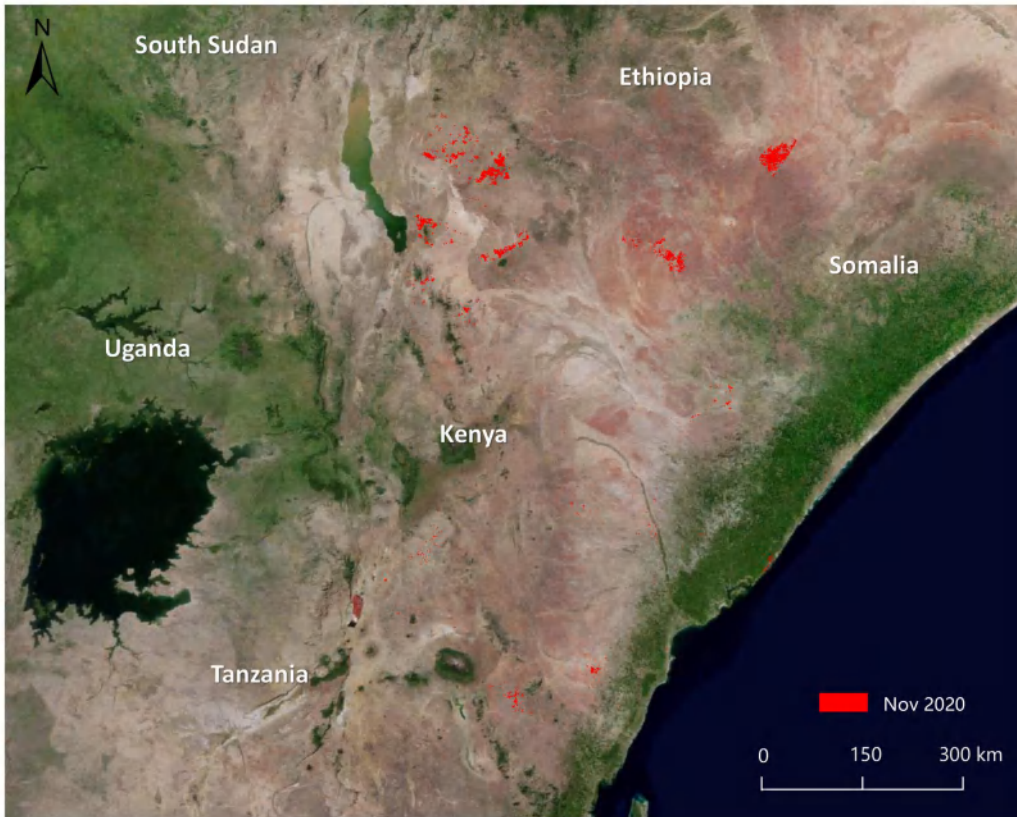 N
South Sudan
Ethiopia
Somalia
Uganda
Kenya
Tanzania
Nov 2020
0 150 300 km